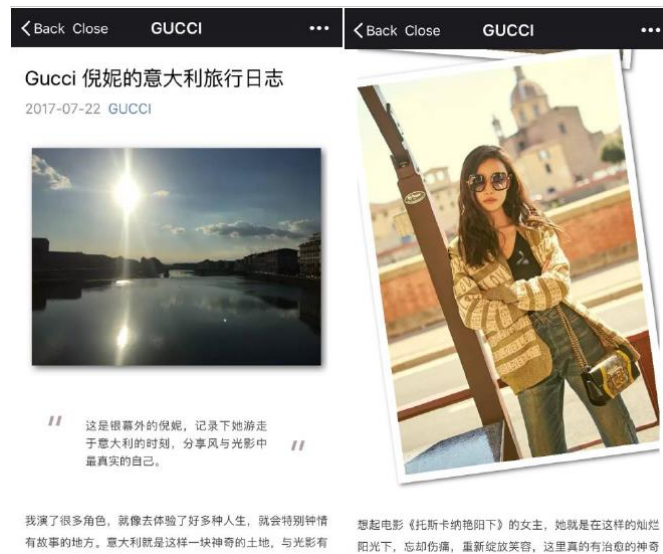 Back Close GUCCI
Gucci 倪妮的意大利旅行日志
2017-07-22 GUCCI
"
这是银幕外的倪妮，记录下她游走
于意大利的时刻，分享风与光影中
最真实的自己。
"
我演了很多角色，就像去体验了好多种人生，就会特别钟情
有故事的地方。意大利就是这样一块神奇的土地，与光影有
Back Close GUCCI
想起电影《托斯卡纳艳阳下》的女主，她就是在这样的灿烂
阳光下，忘却伤痛，重新绽放笑容，这里真的有治愈的神奇